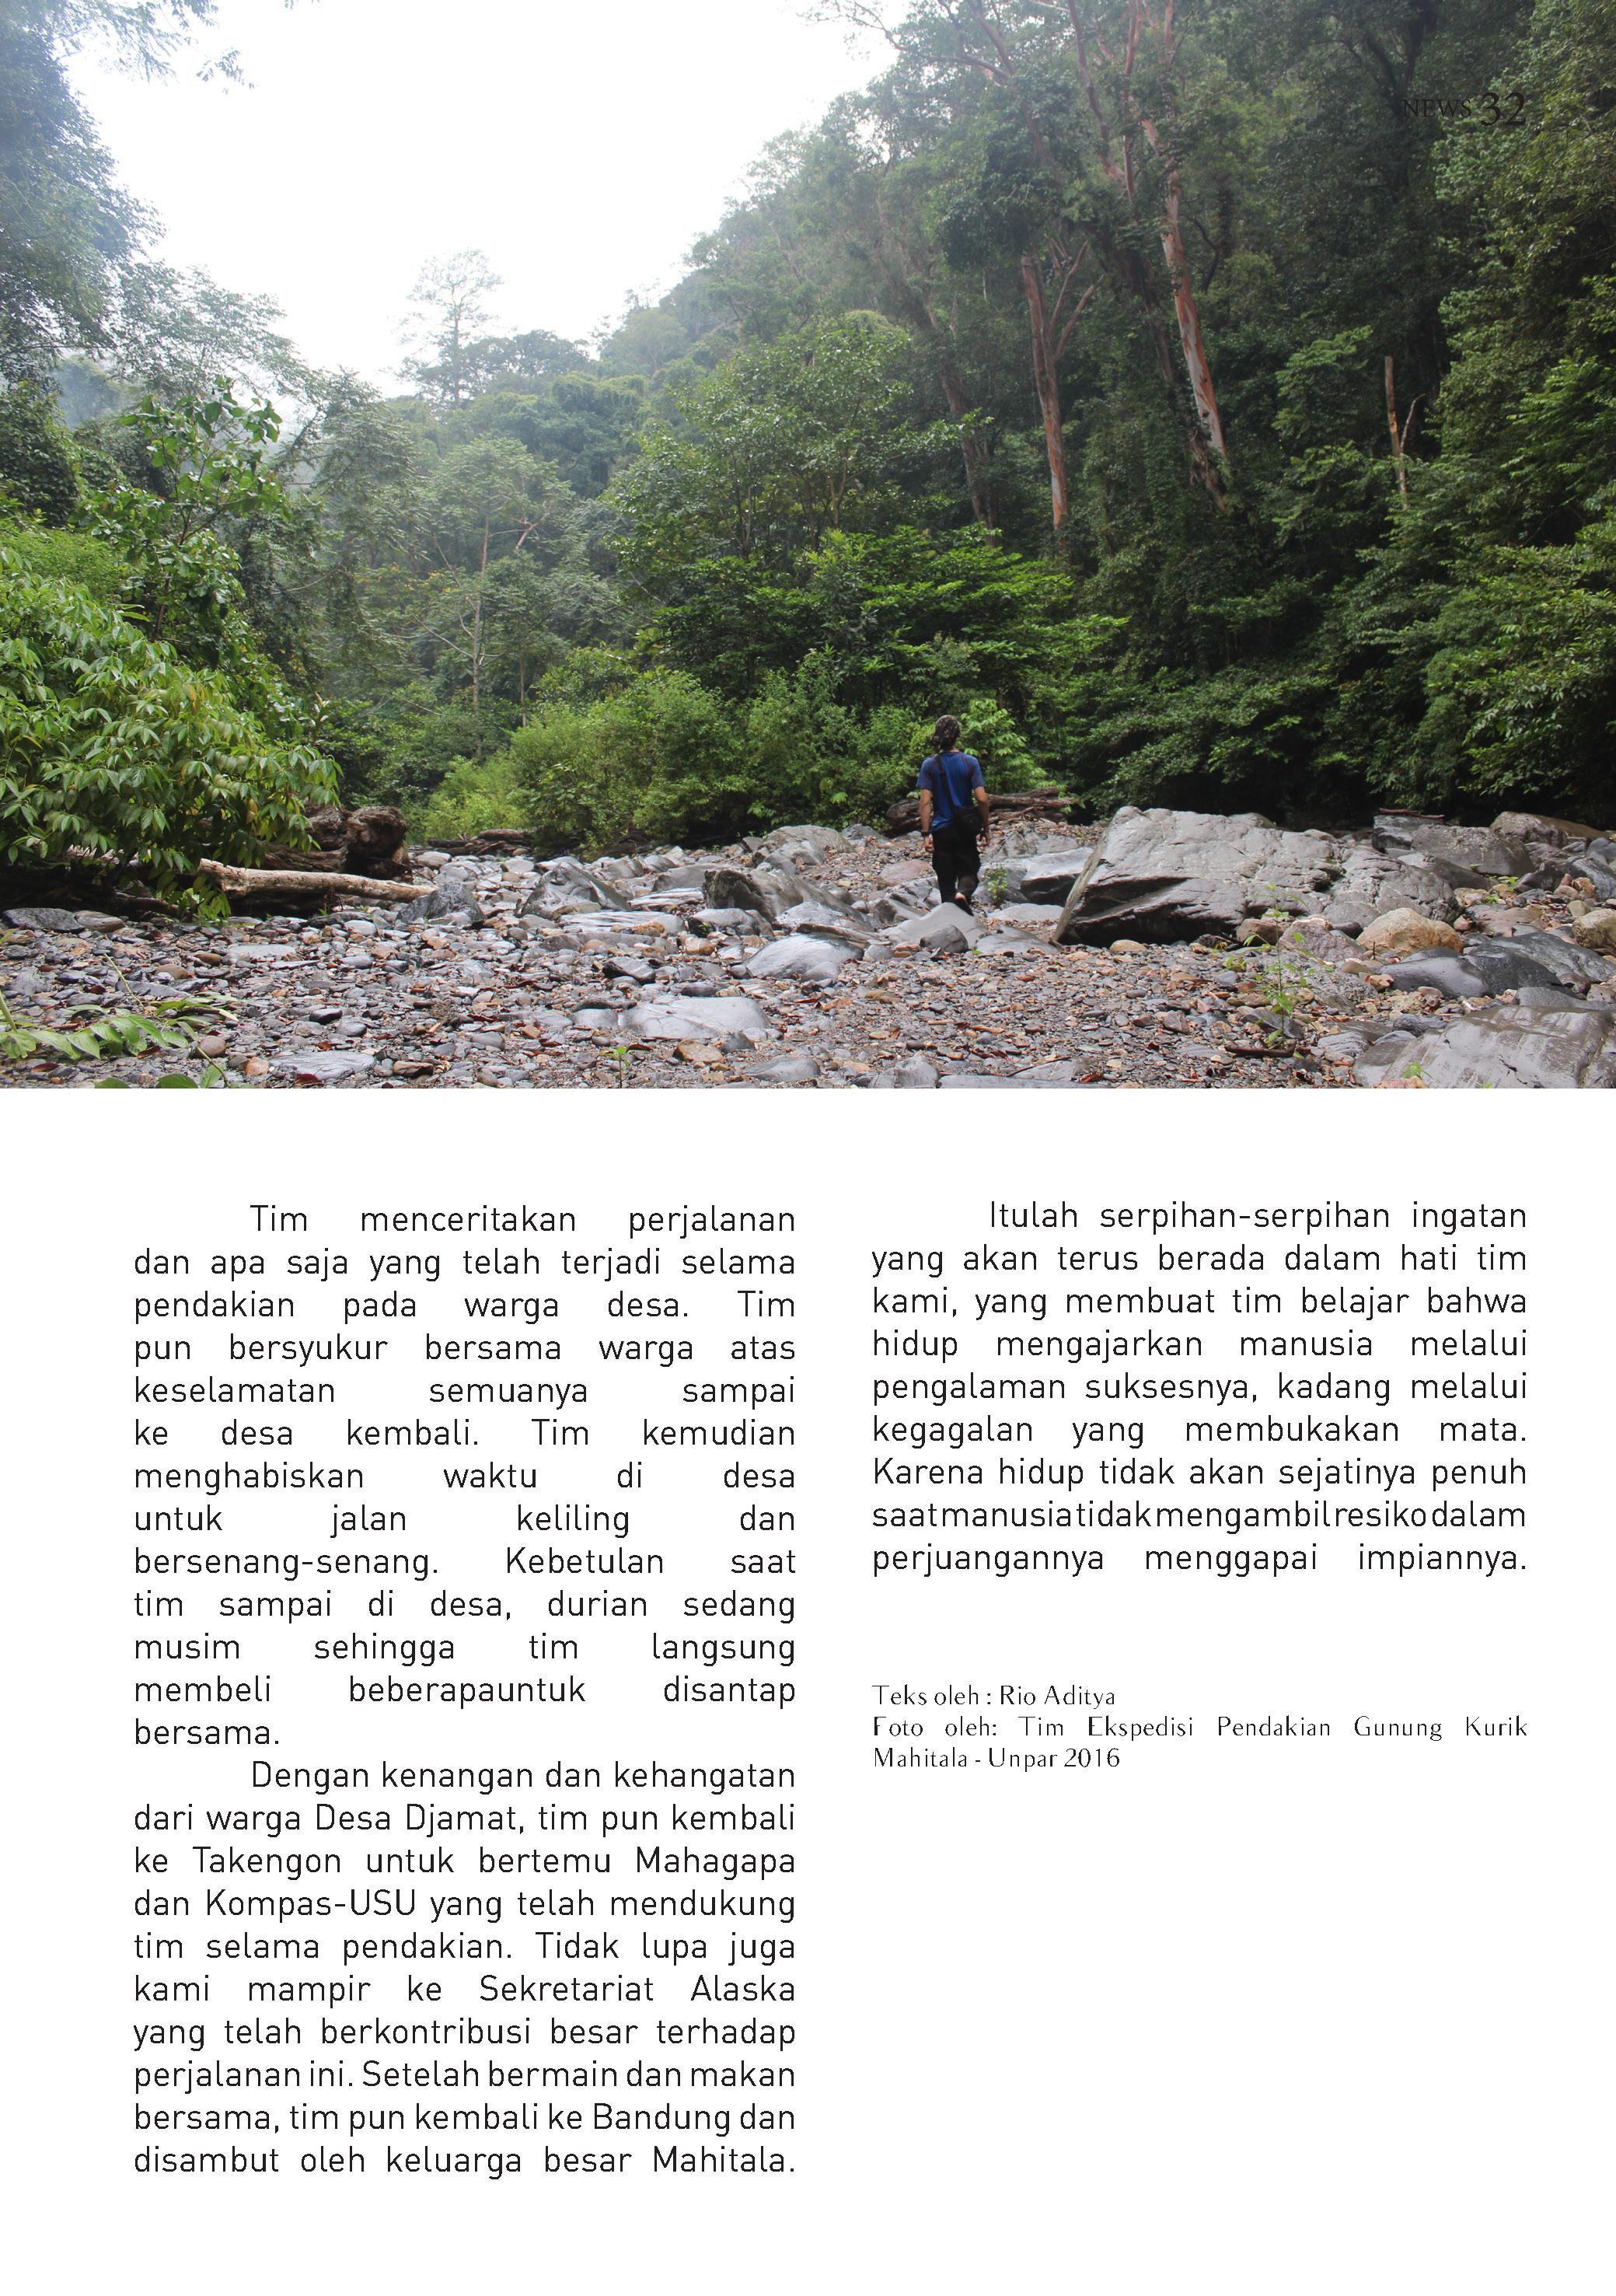 NEWS 32
Tim menceritakan perjalanan
dan apa saja yang telah terjadi selama
pendakian pada warga desa. Tim
pun bersyukur bersama warga atas
keselamatan semuanya sampai
ke desa kembali. Tim kemudian
menghabiskan waktu di desa
untuk jalan keliling dan
bersenang-senang. Kebetulan saat
tim sampai di desa, durian sedang
musim sehingga tim langsung
membeli beberapauntuk disantap
bersama.
Dengan kenangan dan kehangatan
dari warga Desa Djamat, tim pun kembali
ke Takengon untuk bertemu Mahagapa
dan Kompas-USU yang telah mendukung
tim selama pendakian. Tidak lupa juga
kami mampir ke Sekretariat Alaska
yang telah berkontribusi besar terhadap
perjalanan ini. Setelah bermain dan makan
bersama, tim pun kembali ke Bandung dan
disambut oleh keluarga besar Mahitala.
Itulah serpihan-serpihan ingatan
yang akan terus berada dalam hati tim
kami, yang membuat tim belajar bahwa
hidup mengajarkan manusia melalui
pengalaman suksesnya, kadang melalui
kegagalan yang membukakan mata.
Karena hidup tidak akan sejatinya penuh
saat manusia tidak mengambil resiko dalam
perjuangannya menggapai impiannya.
Teks oleh : Rio Aditya
Foto oleh: Tim Ekspedisi Pendakian Gunung Kurik
Mahitala - Unpar 2016